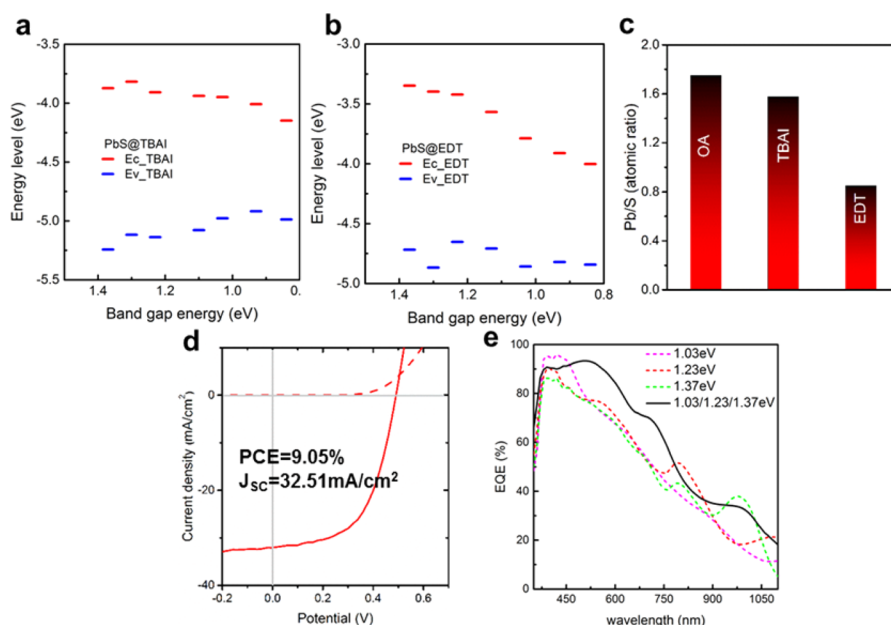 a
-3.5
-4.0
-4.5
-5.0
-5.5
Energy level (eV)
PbS@TBAI
Ec_TBAI
Ev_TBAI
1.4
1.2
1.0
0.
Band gap energy (eV)
b
-3.0
-3.5
-4.0
-4.5
-5.0
Energy level (eV)
PbS@EDT
Ec_EDT
Ev_EDT
1.4
1.2
1.0
0.8
Band gap energy (eV)
c
2.0
1.6
1.2
0.8
0.4
0.0
Pb/S (atomic ratio)
OA
TBAI
EDT
d
10
0
-20
-40
Current density (mA/cm²)
PCE=9.05%
JSC=32.51mA/cm²
-0.2
0.0
0.2
0.4
0.6
Potential (V)
e
100
80
60
40
20
0
EQE (%)
1.03eV
1.23eV
1.37eV
1.03/1.23/1.37eV
450
600
750
900
1050
wavelength (nm)